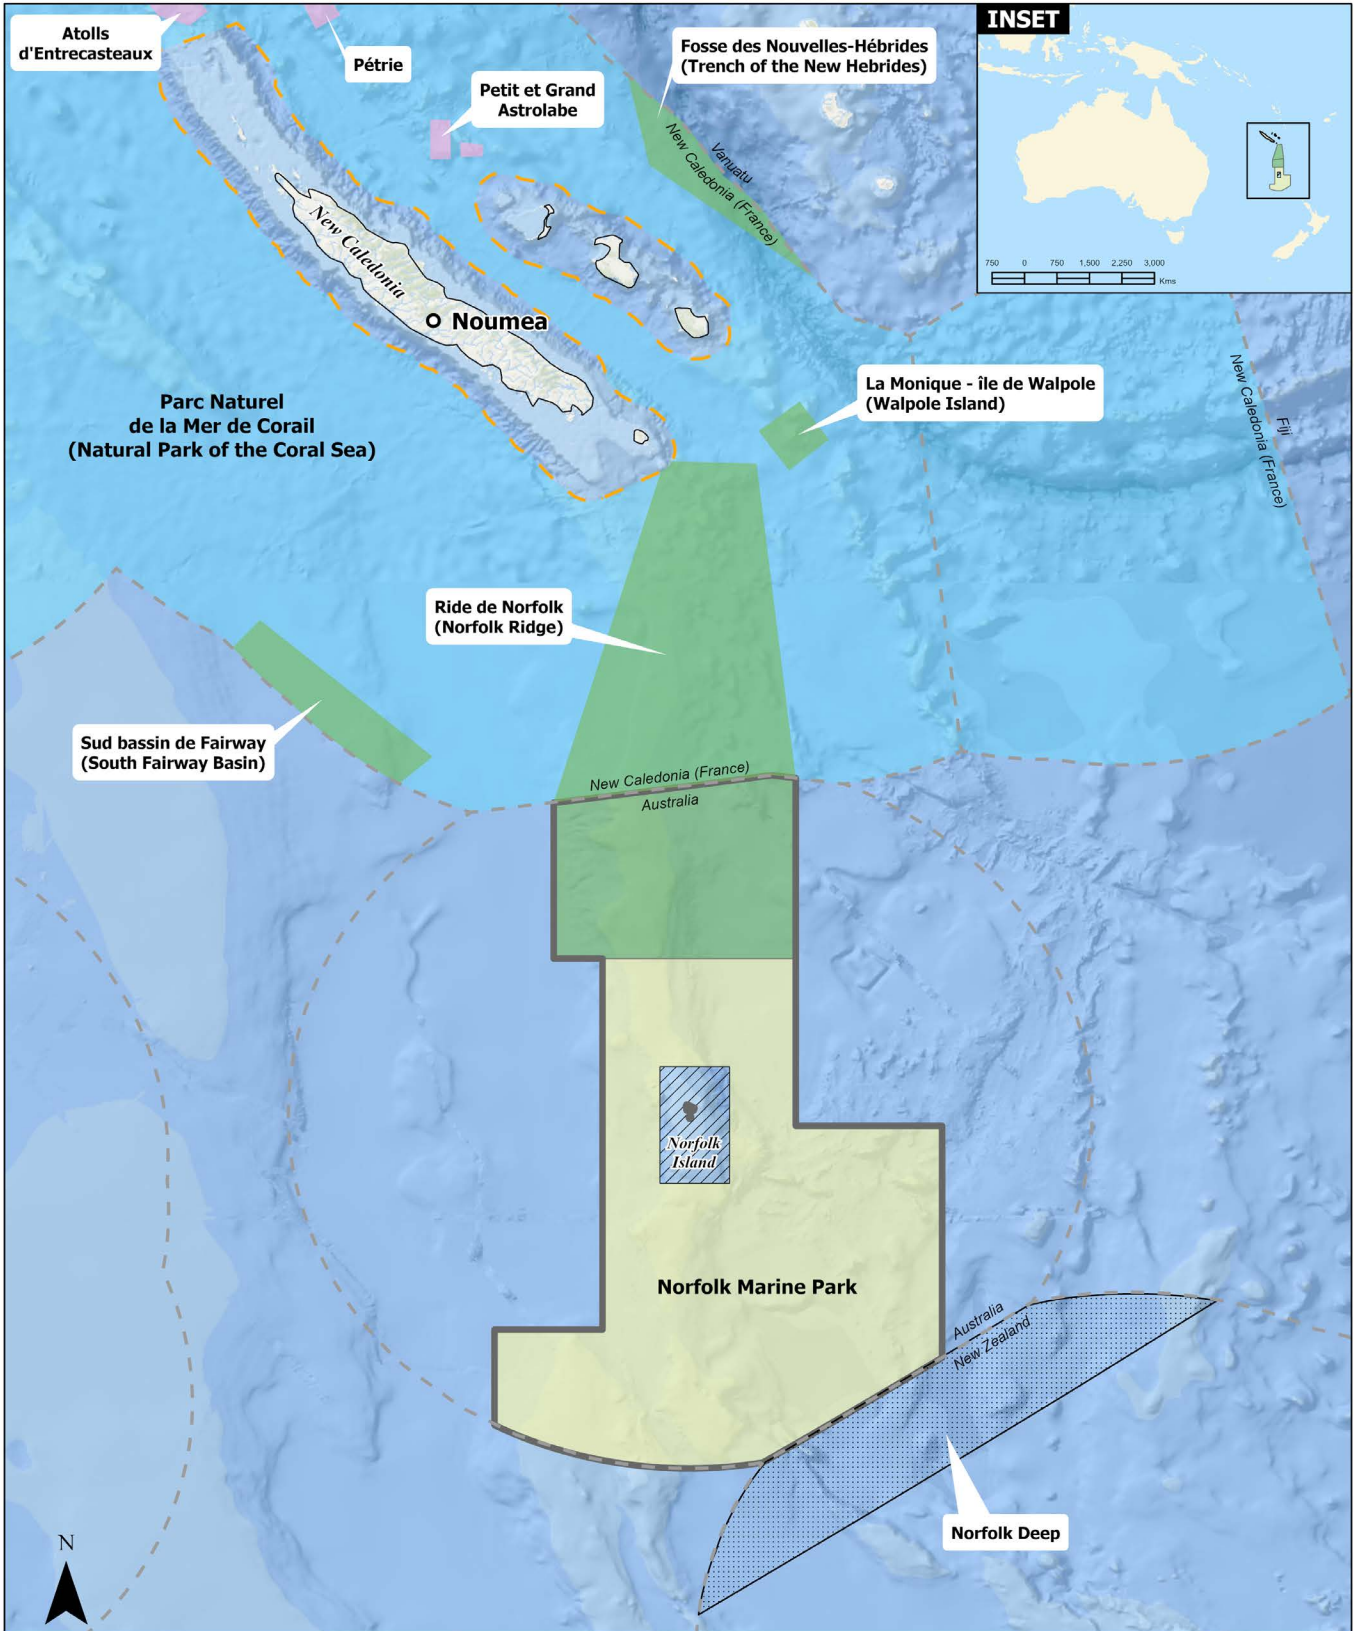 Atolls
d'Entrecasteaux
Pétrie
Petit et Grand
Astrolabe
Fosse des Nouvelles-Hébrides
(Trench of the New Hebrides)
INSET
750 0 750 1,500 2,250 3,000
Kms
Vanuatu
New Caledonia (France)
New Caledonia
Noumea
La Monique - île de Walpole
(Walpole Island)
Fiji
New Caledonia (France)
Parc Naturel
de la Mer de Corail
(Natural Park of the Coral Sea)
Ride de Norfolk
(Norfolk Ridge)
Sud bassin de Fairway
(South Fairway Basin)
New Caledonia (France)
Australia
Norfolk
Island
Norfolk Marine Park
Australia
New Zealand
Norfolk Deep
N